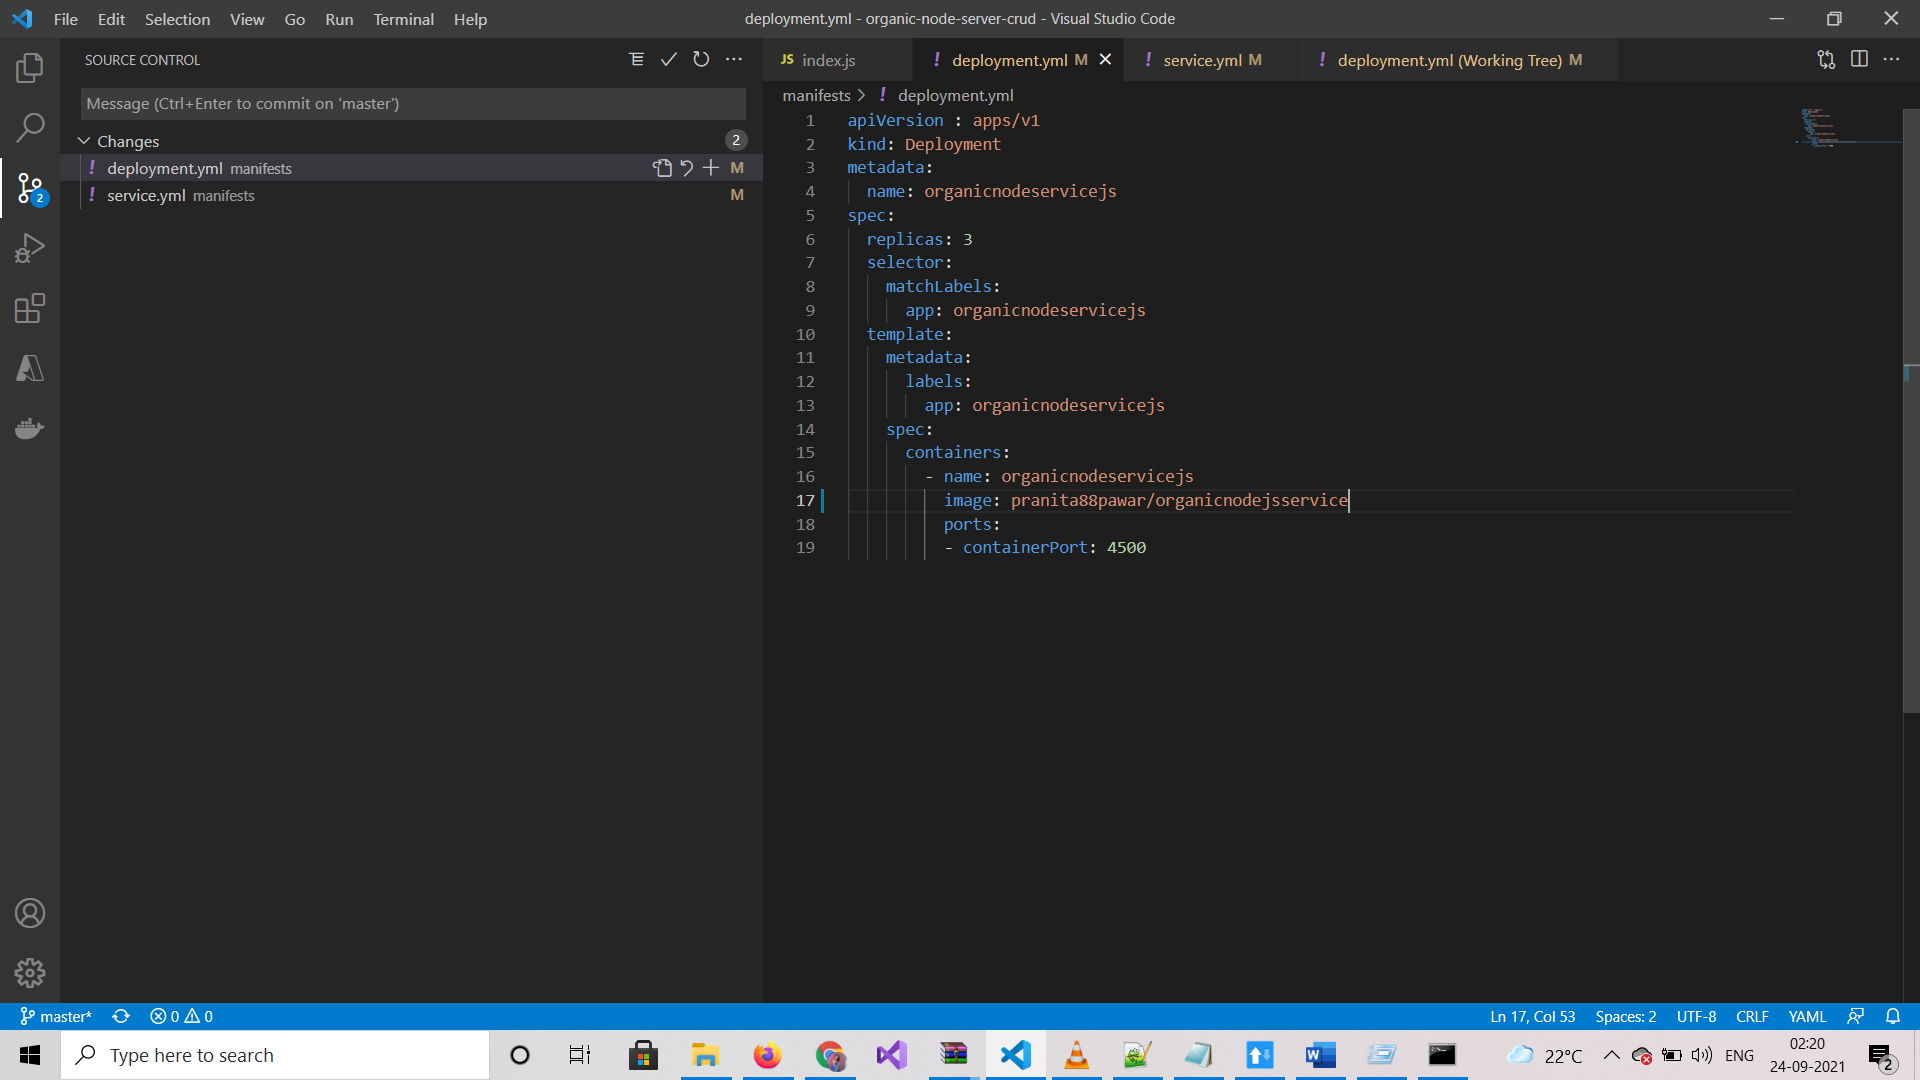 File Edit Selection View Go Run Terminal Help
deployment.yml - organic-node-server-crud - Visual Studio Code
SOURCE CONTROL
Message (Ctrl+Enter to commit on 'master')
Changes 2
! deployment.yml manifests M
! service.yml manifests M
2
JS index.js
! deployment.yml M
! service.yml M
! deployment.yml (Working Tree) M
manifests > ! deployment.yml
1 apiVersion : apps/v1
2 kind: Deployment
3 metadata:
4 name: organicnodeservicejs
5 spec:
6 replicas: 3
7 selector:
8 matchLabels:
9 app: organicnodeservicejs
10 template:
11 metadata:
12 labels:
13 app: organicnodeservicejs
14 spec:
15 containers:
16 - name: organicnodeservicejs
17 image: pranita88pawar/organicnodejsservice
18 ports:
19 - containerPort: 4500
master* 0 0
Ln 17, Col 53 Spaces: 2 UTF-8 CRLF YAML
Type here to search
22°C ENG
02:20
24-09-2021
2